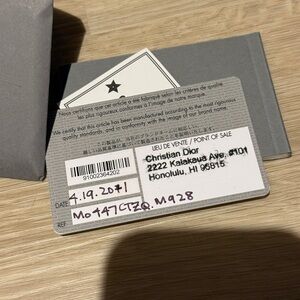 Nous certifions que cet article a été fabriqué selon les critères de qualité
les plus rigoureux conformes à l'image de notre marque.
We certify that this article has been manufactured according to the most rigorous
quality standards, and in conformity with the image of our brand name.
LIEU DE VENTE / POINT OF SALE
Christian Dior
2222 Kalakaua Ave, #101
Honolulu, HI 96815
91002364202
DATE 4.19.2021
REF. M0447CTZQ.M928